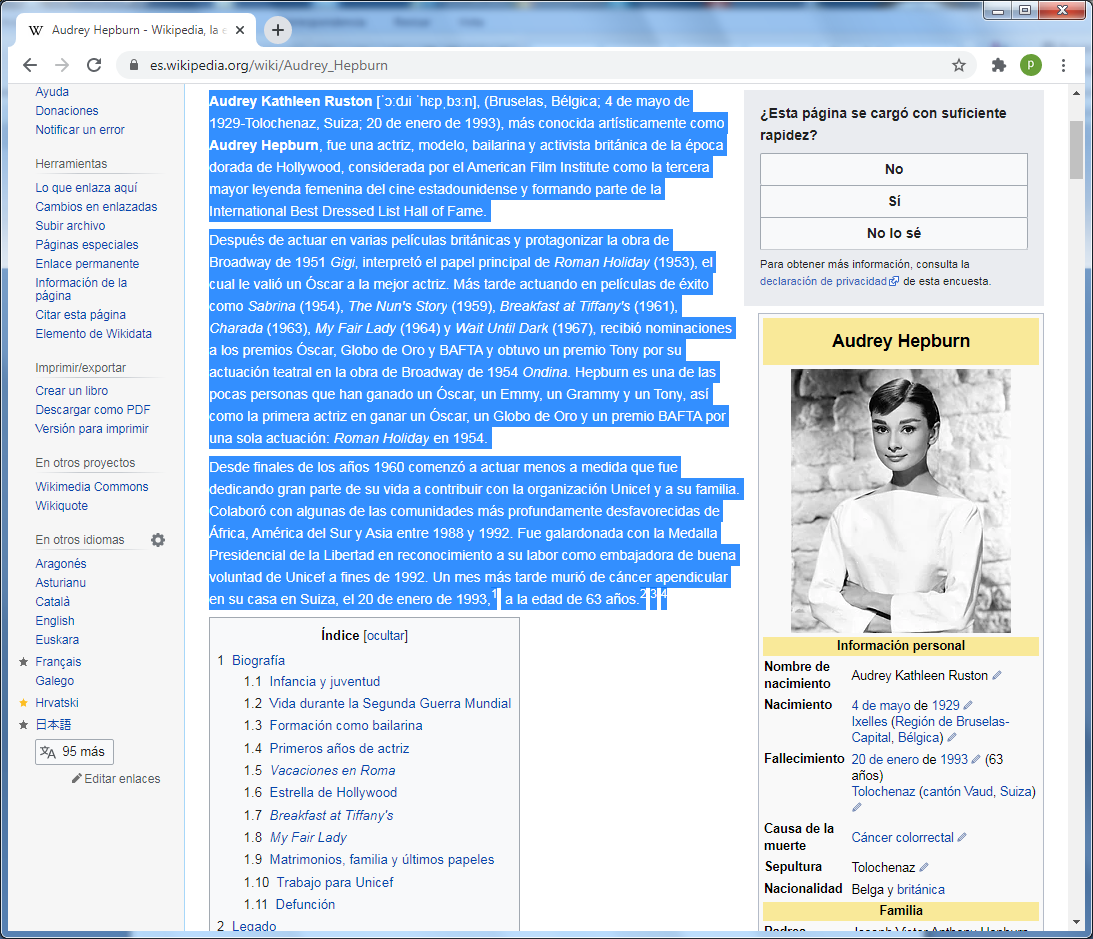 Audrey Hepburn - Wikipedia, la e
es.wikipedia.org/wiki/Audrey_Hepburn
P
Ayuda
Donaciones
Notificar un error
Herramientas
Lo que enlaza aquí
Cambios en enlazadas
Subir archivo
Páginas especiales
Enlace permanente
Información de la
página
Citar esta página
Elemento de Wikidata
Imprimir/exportar
Crear un libro
Descargar como PDF
Versión para imprimir
En otros proyectos
Wikimedia Commons
Wikiquote
En otros idiomas
Aragonés
Asturianu
Català
English
Euskara
Français
Galego
Hrvatski
日本語
95 más
Editar enlaces
Audrey Kathleen Ruston [ˈɔːdɹi ˈhɛpˌbɜːn], (Bruselas, Bélgica; 4 de mayo de
1929-Tolochenaz, Suiza; 20 de enero de 1993), más conocida artísticamente como
Audrey Hepburn, fue una actriz, modelo, bailarina y activista británica de la época
dorada de Hollywood, considerada por el American Film Institute como la tercera
mayor leyenda femenina del cine estadounidense y formando parte de la
International Best Dressed List Hall of Fame.
Después de actuar en varias películas británicas y protagonizar la obra de
Broadway de 1951 Gigi, interpretó el papel principal de Roman Holiday (1953), el
cual le valió un Óscar a la mejor actriz. Más tarde actuando en películas de éxito
como Sabrina (1954), The Nun's Story (1959), Breakfast at Tiffany's (1961),
Charada (1963), My Fair Lady (1964) y Wait Until Dark (1967), recibió nominaciones
a los premios Óscar, Globo de Oro y BAFTA y obtuvo un premio Tony por su
actuación teatral en la obra de Broadway de 1954 Ondina. Hepburn es una de las
pocas personas que han ganado un Óscar, un Emmy, un Grammy y un Tony, así
como la primera actriz en ganar un Óscar, un Globo de Oro y un premio BAFTA por
una sola actuación: Roman Holiday en 1954.
Desde finales de los años 1960 comenzó a actuar menos a medida que fue
dedicando gran parte de su vida a contribuir con la organización Unicef y a su familia.
Colaboró con algunas de las comunidades más profundamente desfavorecidas de
África, América del Sur y Asia entre 1988 y 1992. Fue galardonada con la Medalla
Presidencial de la Libertad en reconocimiento a su labor como embajadora de buena
voluntad de Unicef a fines de 1992. Un mes más tarde murió de cáncer apendicular
en su casa en Suiza, el 20 de enero de 1993,1 a la edad de 63 años.2 3 4
Índice [ocultar]
1 Biografía
1.1 Infancia y juventud
1.2 Vida durante la Segunda Guerra Mundial
1.3 Formación como bailarina
1.4 Primeros años de actriz
1.5 Vacaciones en Roma
1.6 Estrella de Hollywood
1.7 Breakfast at Tiffany's
1.8 My Fair Lady
1.9 Matrimonios, familia y últimos papeles
1.10 Trabajo para Unicef
1.11 Defunción
2 Legado
¿Esta página se cargó con suficiente
rapidez?
No
Sí
No lo sé
Para obtener más información, consulta la
declaración de privacidad de esta encuesta.
Audrey Hepburn
Información personal
Nombre de
nacimiento
Audrey Kathleen Ruston
Nacimiento
4 de mayo de 1929
Ixelles (Región de Bruselas-
Capital, Bélgica)
Fallecimiento
20 de enero de 1993 (63
años)
Tolochenaz (cantón Vaud, Suiza)
Causa de la
muerte
Cáncer colorrectal
Sepultura
Tolochenaz
Nacionalidad
Belga y británica
Familia